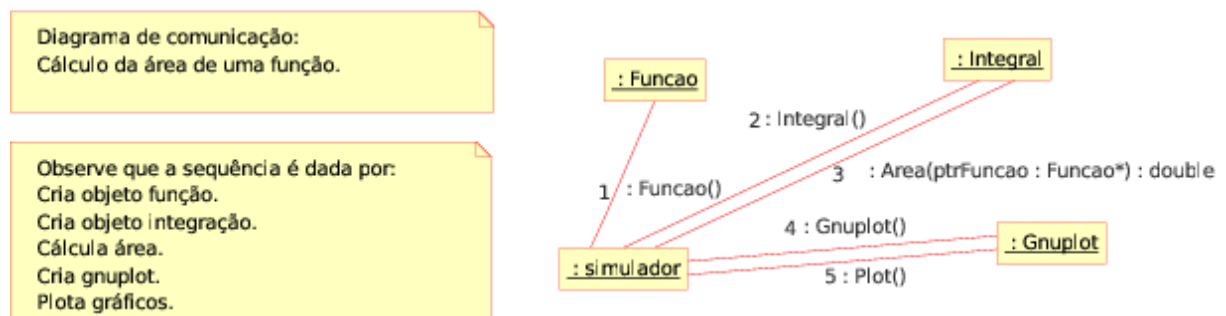 Diagrama de comunicação:
Cálculo da área de uma função.
Observe que a sequência é dada por:
Cria objeto função.
Cria objeto integração.
Cálcula área.
Cria gnuplot.
Plota gráficos.
: Funcao
: Integral
2 : Integral()
3 : Area(ptrFuncao : Funcao*) : double
1 : Funcao()
4 : Gnuplot()
: Gnuplot
: simulador
5 : Plot()